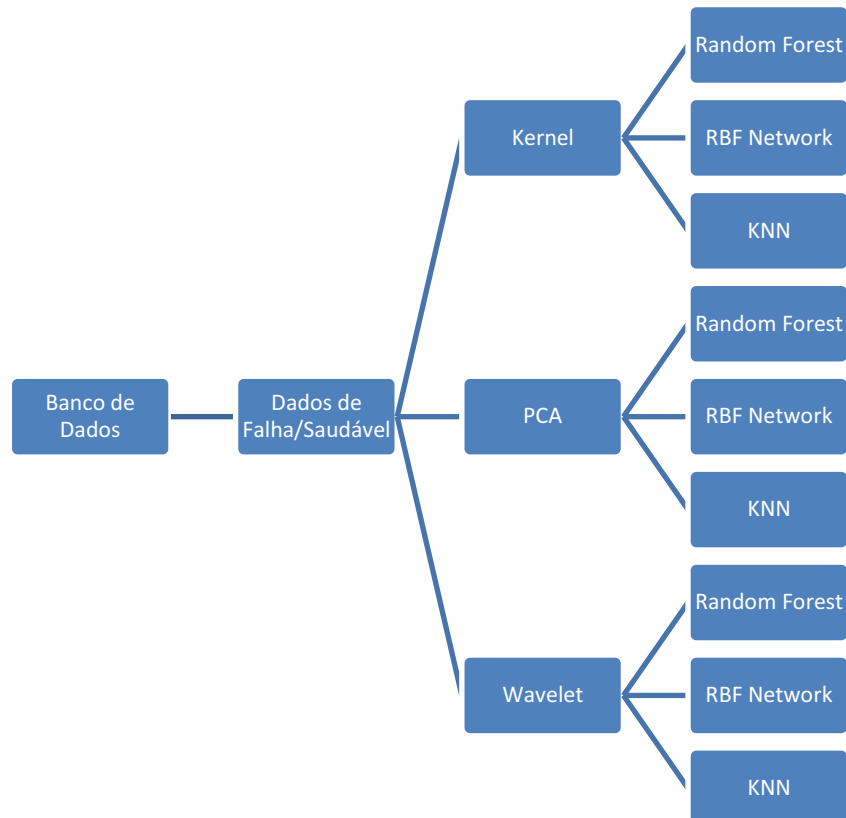 Banco de
Dados
Dados de
Falha/Saudável
Kernel
Random Forest
RBF Network
KNN
PCA
Random Forest
RBF Network
KNN
Wavelet
Random Forest
RBF Network
KNN